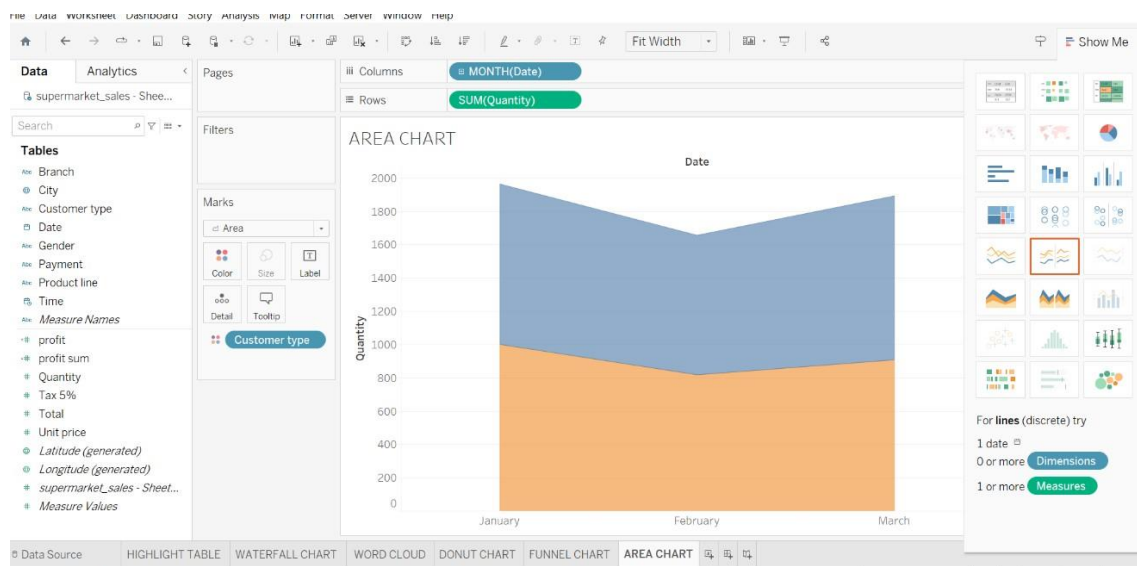 File Data Worksheet Dashboard Story Analysis Map Format Server Window Help
Fit Width
Show Me
Data Analytics
supermarket_sales - Shee...
Search
Tables
Branch
City
Customer type
Date
Gender
Payment
Product line
Time
Measure Names
profit
profit sum
Quantity
Tax 5%
Total
Unit price
Latitude (generated)
Longitude (generated)
supermarket_sales - Sheet...
Measure Values
Pages
Filters
Marks
Area
Color Size Label
Detail Tooltip
Customer type
Columns MONTH(Date)
Rows SUM(Quantity)
AREA CHART
Date
2000
1800
1600
1400
1200
1000
800
600
400
200
0
Quantity
January February March
For lines (discrete) try
1 date
0 or more Dimensions
1 or more Measures
Data Source HIGHLIGHT TABLE WATERFALL CHART WORD CLOUD DONUT CHART FUNNEL CHART AREA CHART